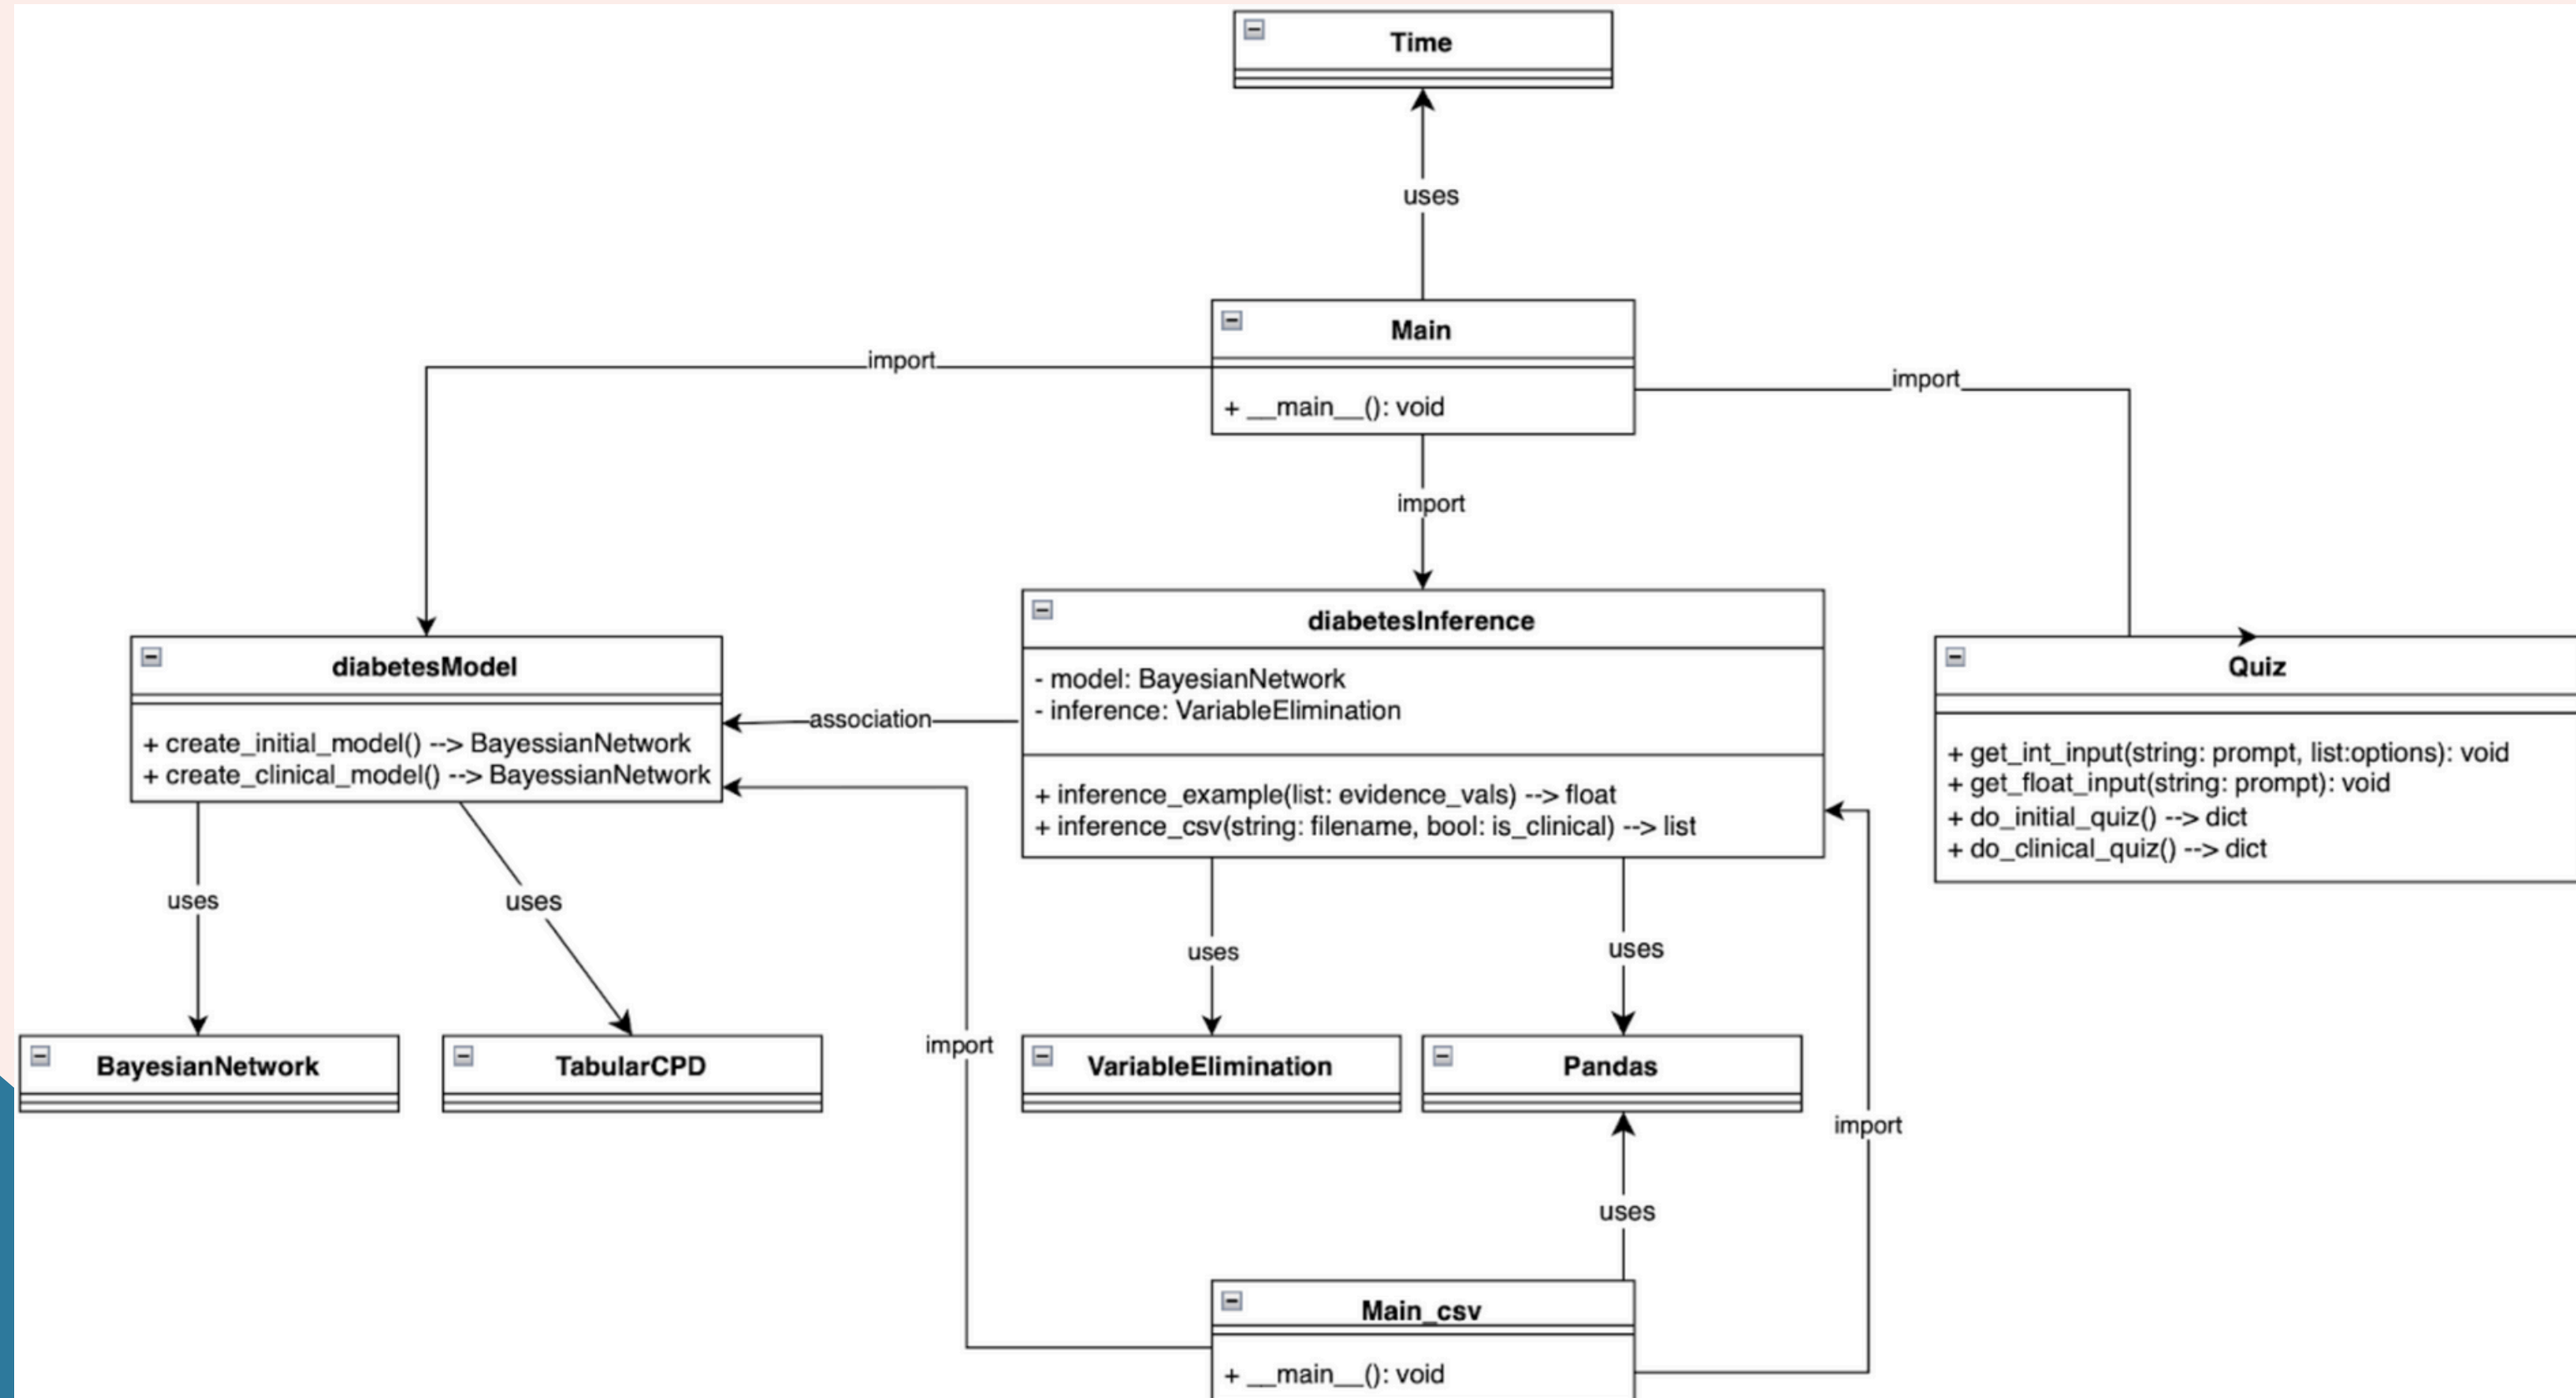 Time
uses
Main
+ __main__(): void
import
import
import
diabetesModel
+ create_initial_model() --> BayessianNetwork
+ create_clinical_model() --> BayessianNetwork
association
diabetesInference
- model: BayesianNetwork
- inference: VariableElimination
+ inference_example(list: evidence_vals) --> float
+ inference_csv(string: filename, bool: is_clinical) --> list
Quiz
+ get_int_input(string: prompt, list:options): void
+ get_float_input(string: prompt): void
+ do_initial_quiz() --> dict
+ do_clinical_quiz() --> dict
uses
uses
uses
uses
BayesianNetwork
TabularCPD
import
VariableElimination
Pandas
import
uses
Main_csv
+ __main__(): void